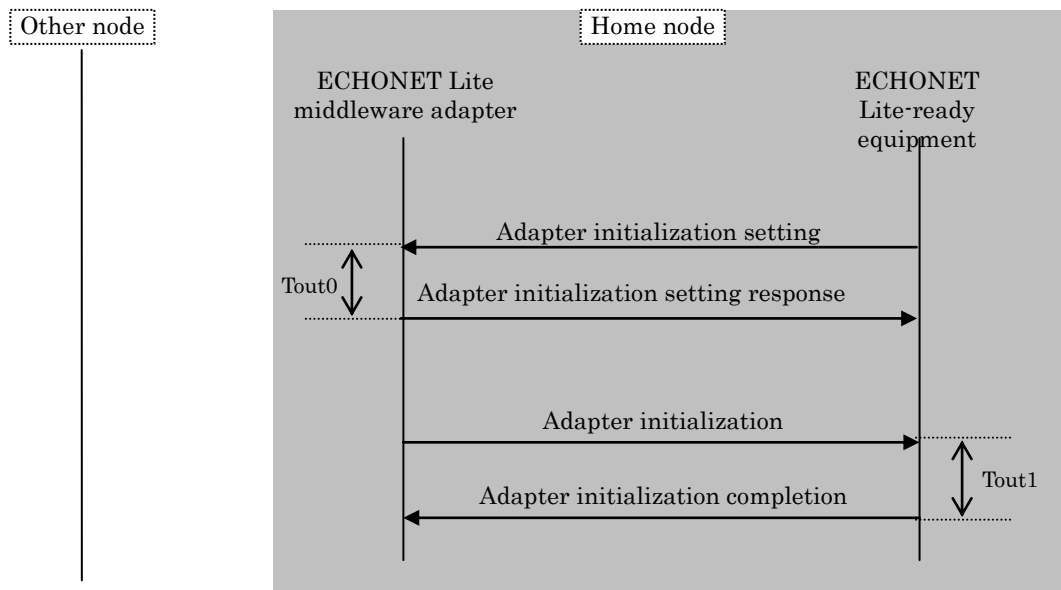 Other node
Home node
ECHONET Lite
middleware adapter
ECHONET
Lite-ready
equipment
Adapter initialization setting
Tout0
Adapter initialization setting response
Adapter initialization
Tout1
Adapter initialization completion